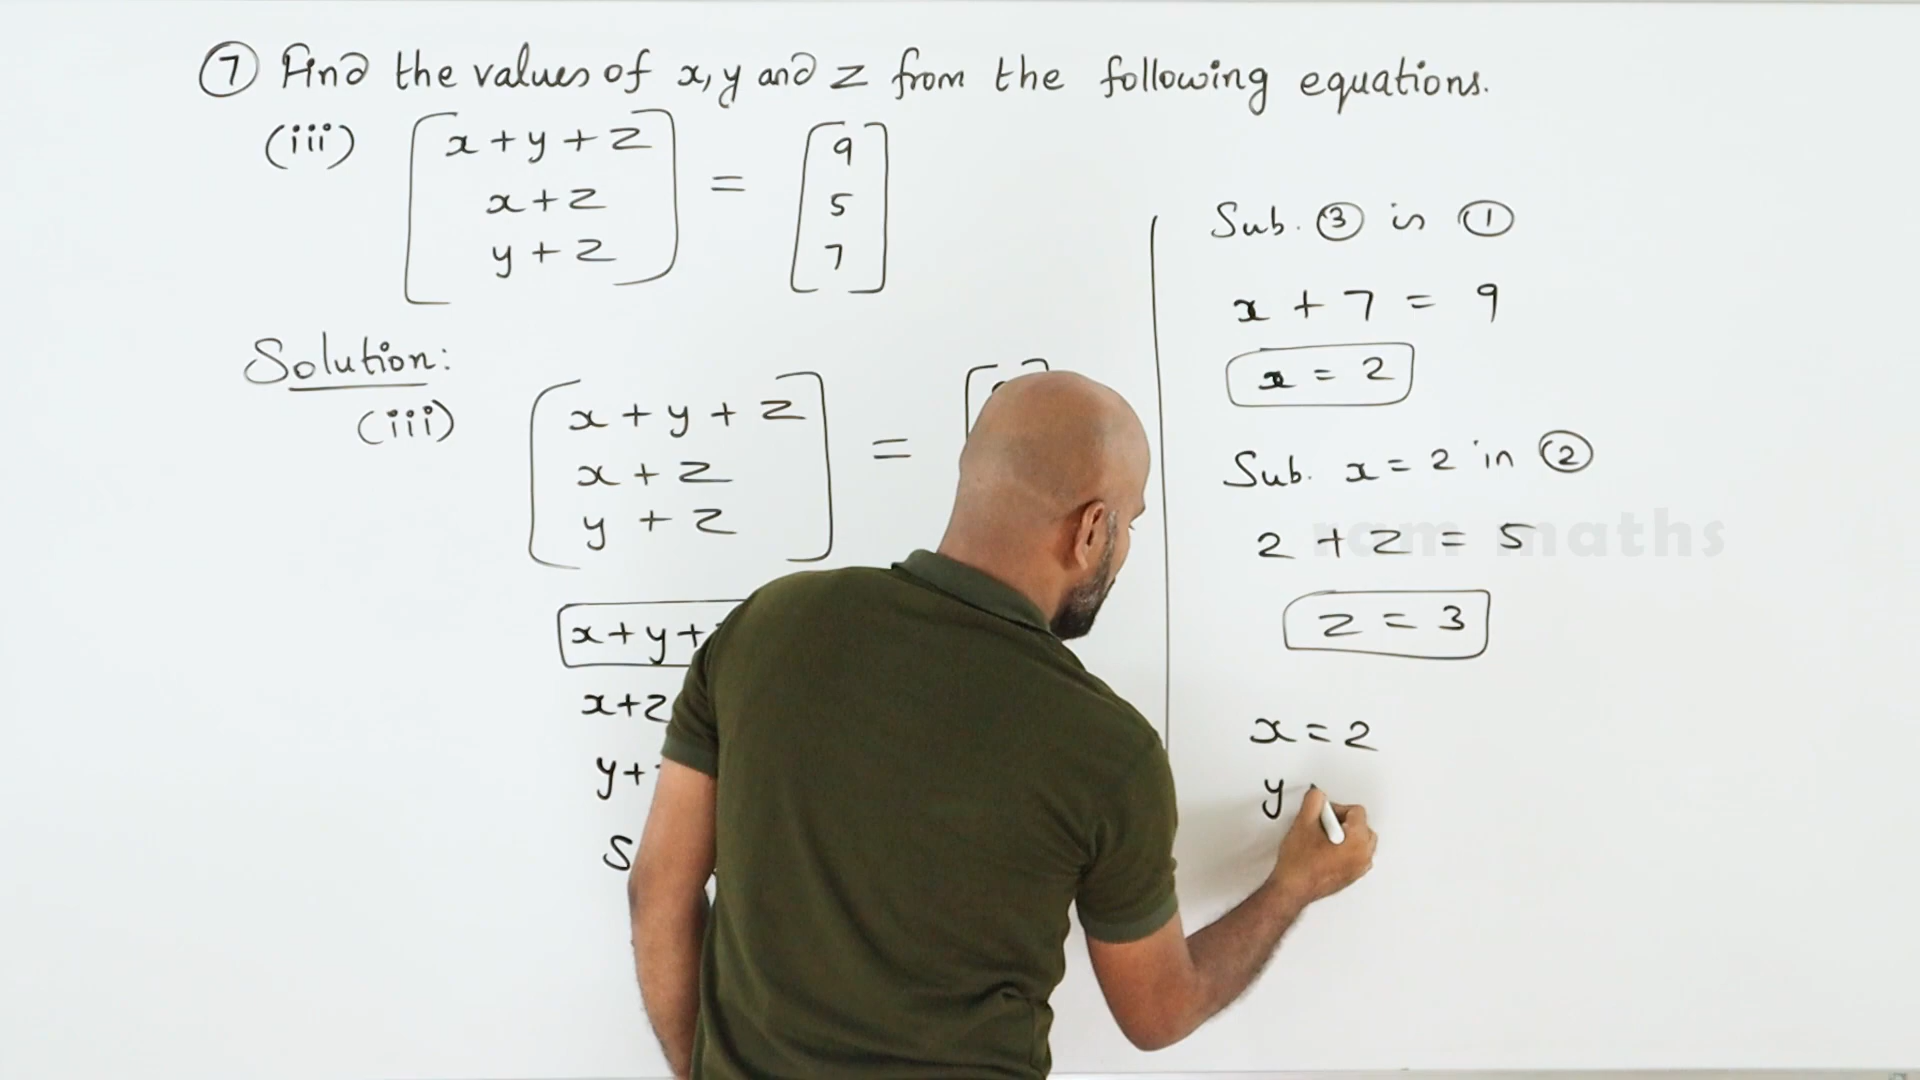 ⑦ Find the values of x, y and z from the following equations.
(iii) [x+y+z
x+z
y+z] = [9
5
7]
Solution:
(iii) [x+y+z
x+z
y+z] = [
x+y+
x+z
y+
S
Sub. ③ in ①
x + 7 = 9
x = 2
Sub. x = 2 in ②
2 + z = 5
z = 3
x = 2
y
ram maths